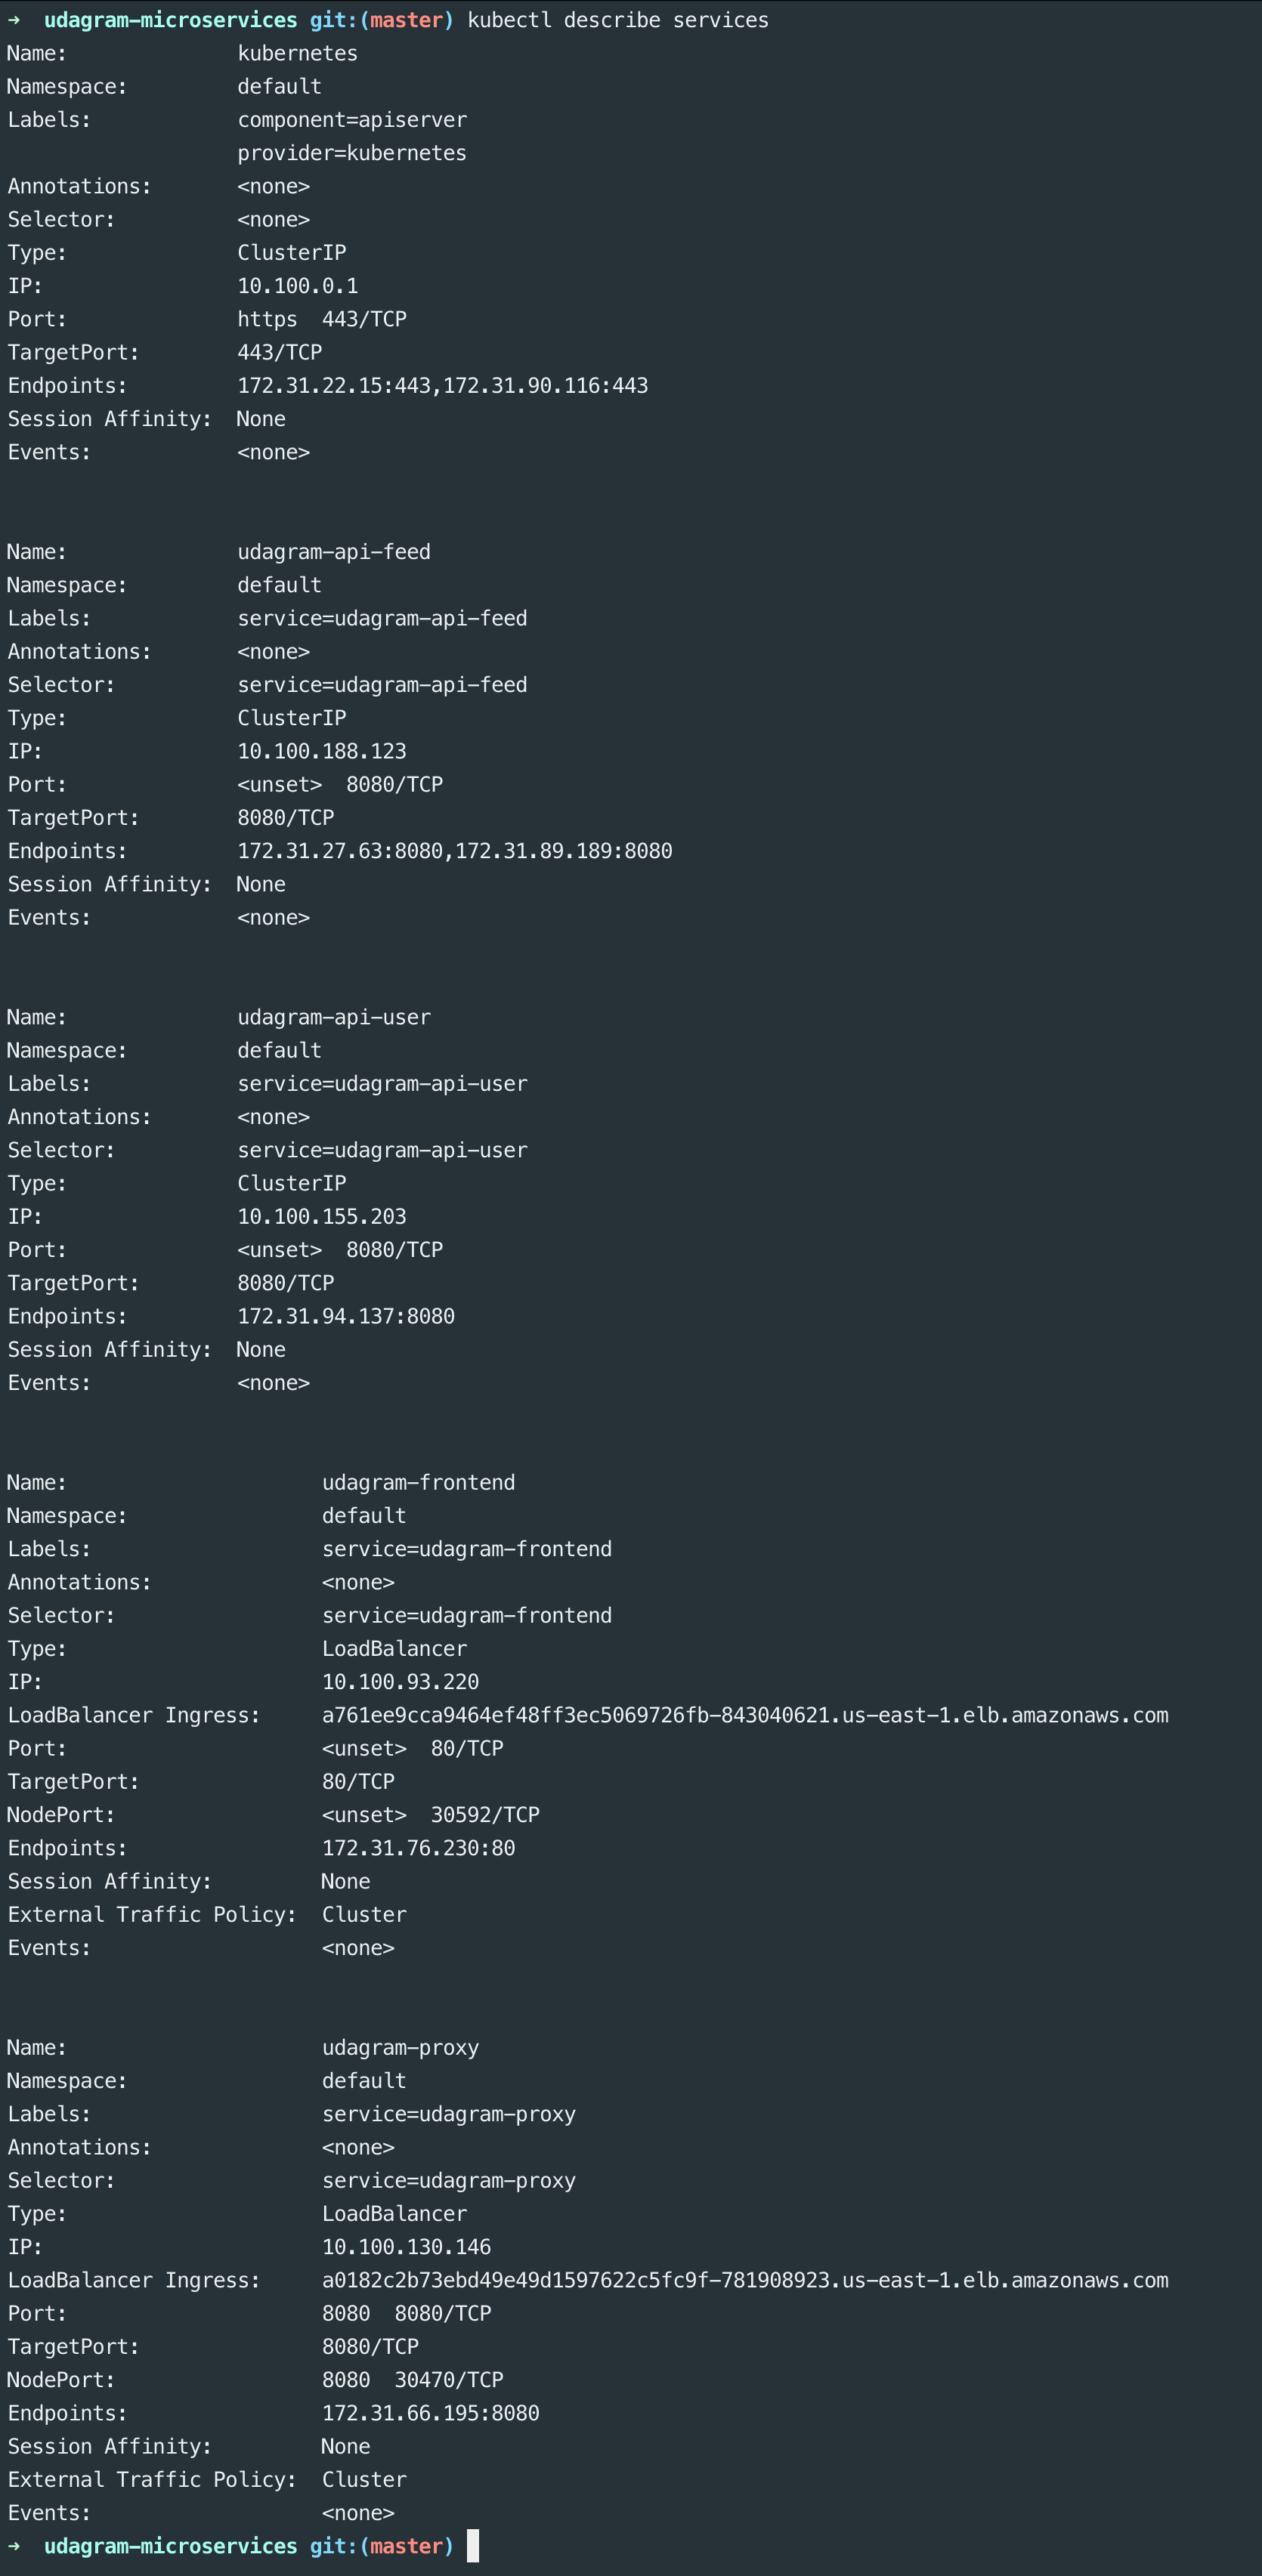 → udagram-microservices git:(master) kubectl describe services
Name: kubernetes
Namespace: default
Labels: component=apiserver
provider=kubernetes
Annotations: <none>
Selector: <none>
Type: ClusterIP
IP: 10.100.0.1
Port: https 443/TCP
TargetPort: 443/TCP
Endpoints: 172.31.22.15:443,172.31.90.116:443
Session Affinity: None
Events: <none>
Name: udagram-api-feed
Namespace: default
Labels: service=udagram-api-feed
Annotations: <none>
Selector: service=udagram-api-feed
Type: ClusterIP
IP: 10.100.188.123
Port: <unset> 8080/TCP
TargetPort: 8080/TCP
Endpoints: 172.31.27.63:8080,172.31.89.189:8080
Session Affinity: None
Events: <none>
Name: udagram-api-user
Namespace: default
Labels: service=udagram-api-user
Annotations: <none>
Selector: service=udagram-api-user
Type: ClusterIP
IP: 10.100.155.203
Port: <unset> 8080/TCP
TargetPort: 8080/TCP
Endpoints: 172.31.94.137:8080
Session Affinity: None
Events: <none>
Name: udagram-frontend
Namespace: default
Labels: service=udagram-frontend
Annotations: <none>
Selector: service=udagram-frontend
Type: LoadBalancer
IP: 10.100.93.220
LoadBalancer Ingress: a761ee9cca9464ef48ff3ec5069726fb-843040621.us-east-1.elb.amazonaws.com
Port: <unset> 80/TCP
TargetPort: 80/TCP
NodePort: <unset> 30592/TCP
Endpoints: 172.31.76.230:80
Session Affinity: None
External Traffic Policy: Cluster
Events: <none>
Name: udagram-proxy
Namespace: default
Labels: service=udagram-proxy
Annotations: <none>
Selector: service=udagram-proxy
Type: LoadBalancer
IP: 10.100.130.146
LoadBalancer Ingress: a0182c2b73ebd49e49d1597622c5fc9f-781908923.us-east-1.elb.amazonaws.com
Port: 8080 8080/TCP
TargetPort: 8080/TCP
NodePort: 8080 30470/TCP
Endpoints: 172.31.66.195:8080
Session Affinity: None
External Traffic Policy: Cluster
Events: <none>
→ udagram-microservices git:(master)